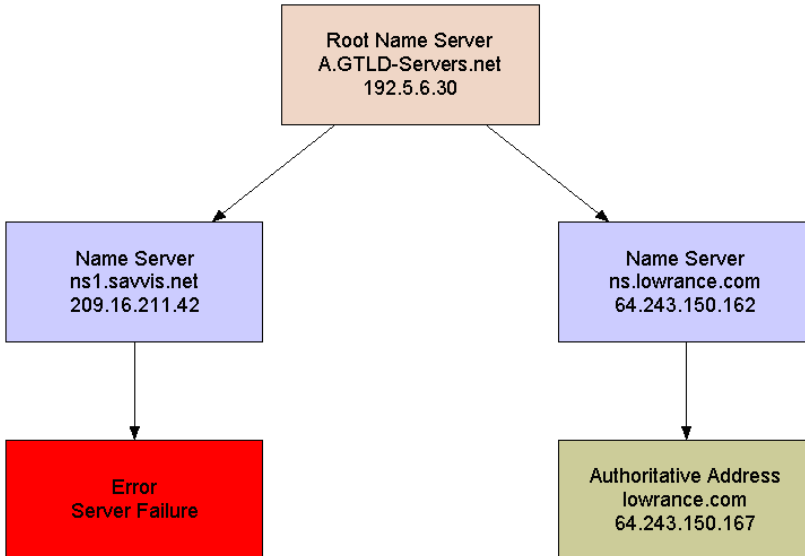 Root Name Server
A.GTLD-Servers.net
192.5.6.30
Name Server
ns1.savvis.net
209.16.211.42
Name Server
ns.lowrance.com
64.243.150.162
Error
Server Failure
Authoritative Address
lowrance.com
64.243.150.167